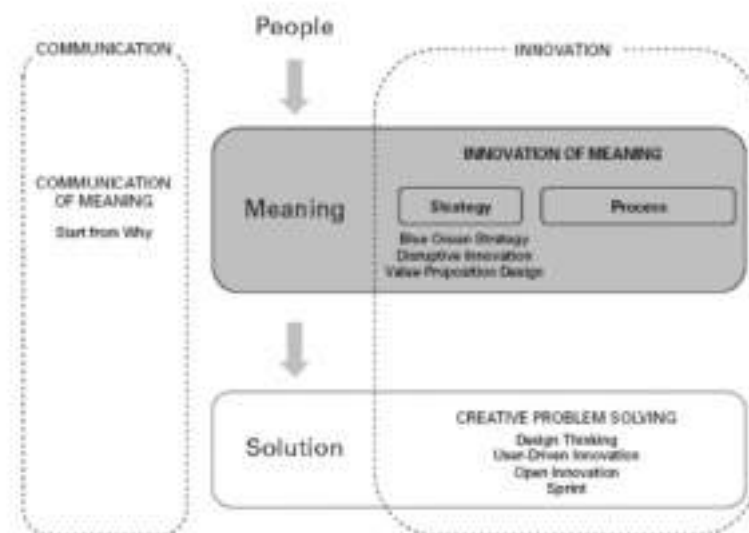 People
COMMUNICATION
INNOVATION
COMMUNICATION
OF MEANING
Start from Why
Meaning
INNOVATION OF MEANING
Strategy
Process
Blue Ocean Strategy
Disruptive Innovation
Value Proposition Design
Solution
CREATIVE PROBLEM SOLVING
Design Thinking
User-Driven Innovation
Open Innovation
Sprint